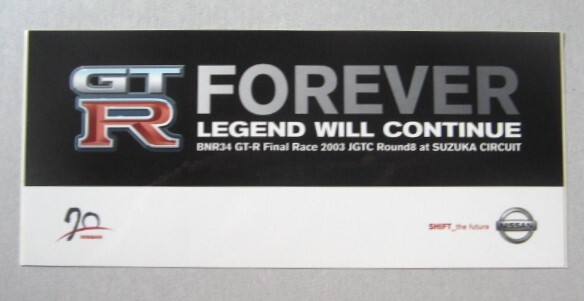 GT
R
FOREVER
LEGEND WILL CONTINUE
BNR34 GT-R Final Race 2003 JGTC Round8 at SUZUKA CIRCUIT
70
SHIFT_the future
NISSAN